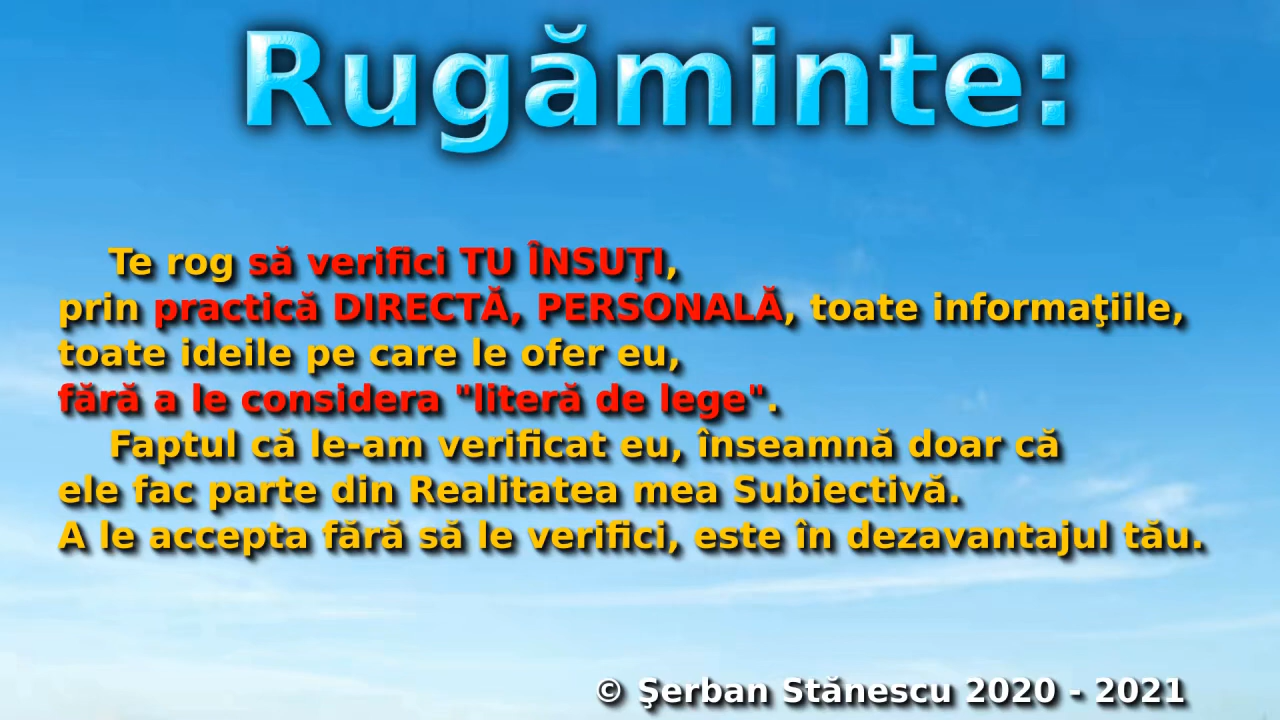 Rugăminte:
Te rog să verifici TU ÎNSUŢI,
prin practică DIRECTĂ, PERSONALĂ, toate informaţiile,
toate ideile pe care le ofer eu,
fără a le considera "literă de lege".
Faptul că le-am verificat eu, înseamnă doar că
ele fac parte din Realitatea mea Subiectivă.
A le accepta fără să le verifici, este în dezavantajul tău.
© Şerban Stănescu 2020 - 2021